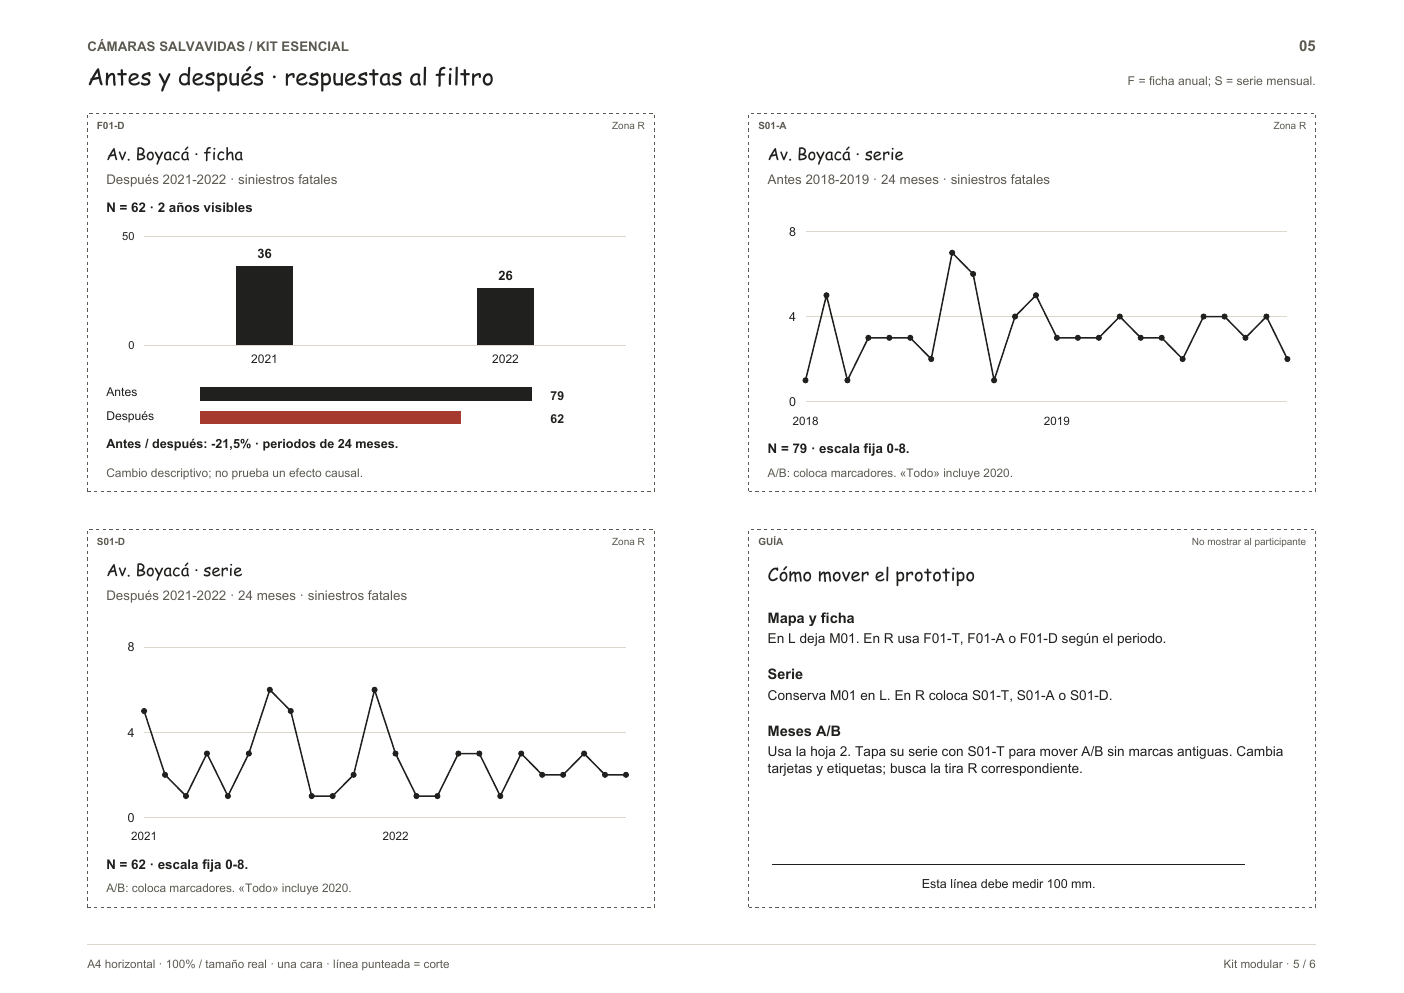 CÁMARAS SALVAVIDAS / KIT ESENCIAL
05
Antes y después · respuestas al filtro
F = ficha anual; S = serie mensual.
F01-D
Zona R
Av. Boyacá · ficha
Después 2021-2022 · siniestros fatales
N = 62 · 2 años visibles
50
36
26
0
2021
2022
Antes
79
Después
62
Antes / después: -21,5% · periodos de 24 meses.
Cambio descriptivo; no prueba un efecto causal.
S01-A
Zona R
Av. Boyacá · serie
Antes 2018-2019 · 24 meses · siniestros fatales
8
4
0
2018
2019
N = 79 · escala fija 0-8.
A/B: coloca marcadores. «Todo» incluye 2020.
S01-D
Zona R
Av. Boyacá · serie
Después 2021-2022 · 24 meses · siniestros fatales
8
4
0
2021
2022
N = 62 · escala fija 0-8.
A/B: coloca marcadores. «Todo» incluye 2020.
GUÍA
No mostrar al participante
Cómo mover el prototipo
Mapa y ficha
En L deja M01. En R usa F01-T, F01-A o F01-D según el periodo.
Serie
Conserva M01 en L. En R coloca S01-T, S01-A o S01-D.
Meses A/B
Usa la hoja 2. Tapa su serie con S01-T para mover A/B sin marcas antiguas. Cambia
tarjetas y etiquetas; busca la tira R correspondiente.
Esta línea debe medir 100 mm.
A4 horizontal · 100% / tamaño real · una cara · línea punteada = corte
Kit modular · 5 / 6